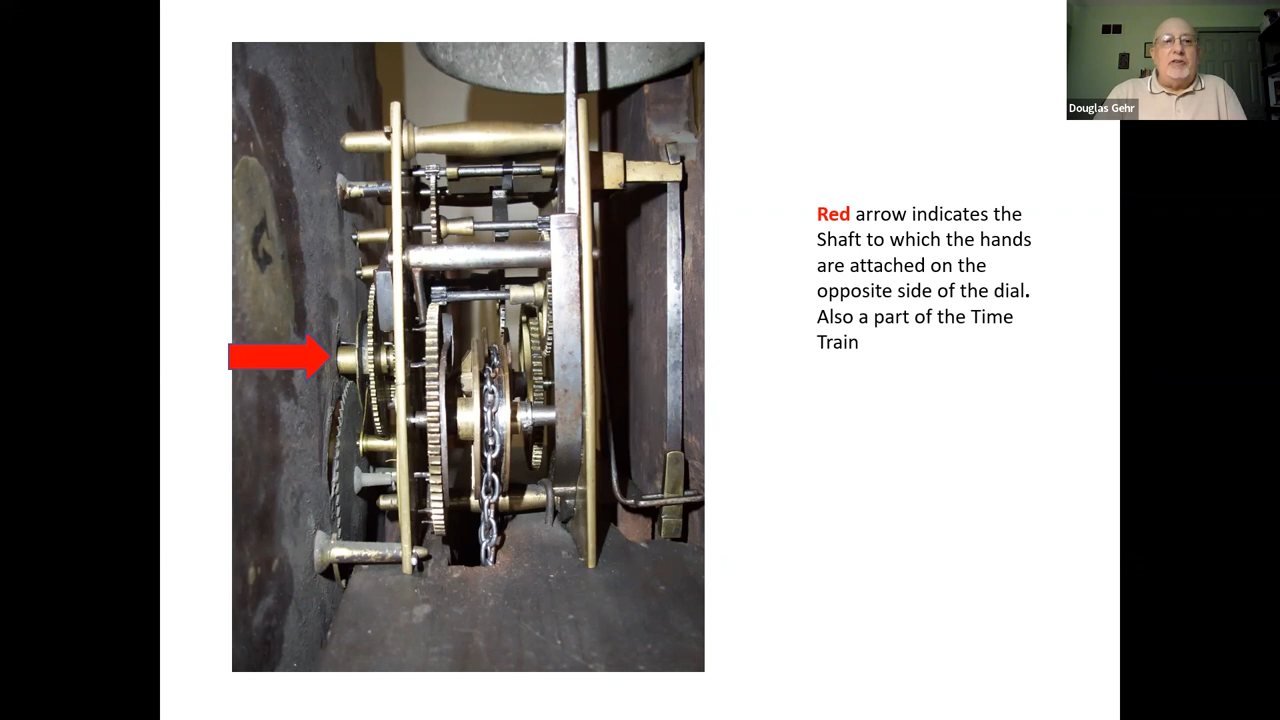 Douglas Gehr
Red arrow indicates the
Shaft to which the hands
are attached on the
opposite side of the dial.
Also a part of the Time
Train